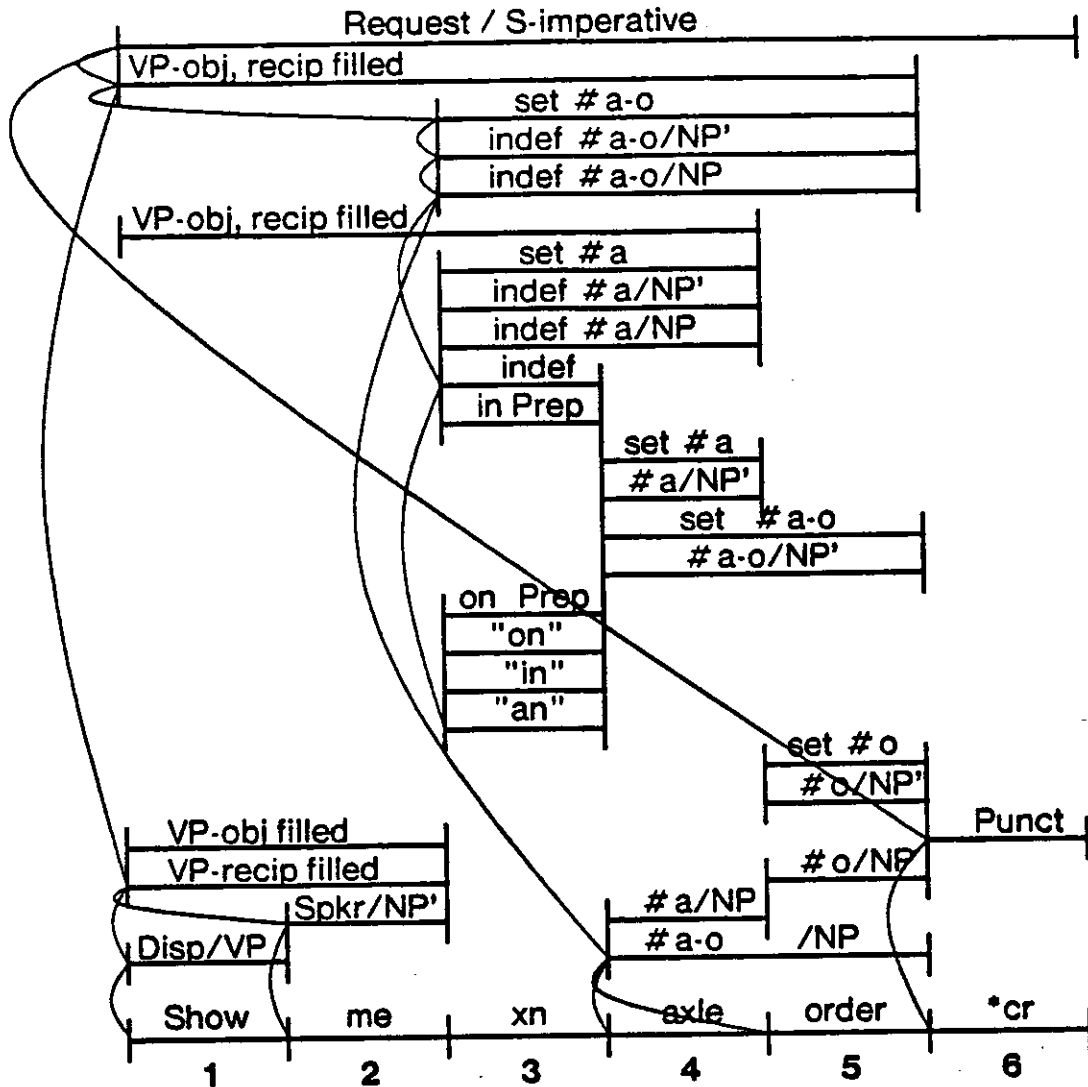 Request / S-imperative
VP-obj, recip filled
set # a-o
indef # a-o/NP'
indef # a-o/NP
VP-obj, recip filled
set # a
indef # a/NP'
indef # a/NP
indef
in Prep
set # a
# a/NP'
set # a-o
# a-o/NP'
on Prep
"on"
"in"
"an"
set # o
# o/NP'
VP-obj filled Punct
VP-recip filled # o/NP
Spkr/NP' # a/NP
Disp/VP # a-o /NP
Show me xn axle order *cr
1 2 3 4 5 6